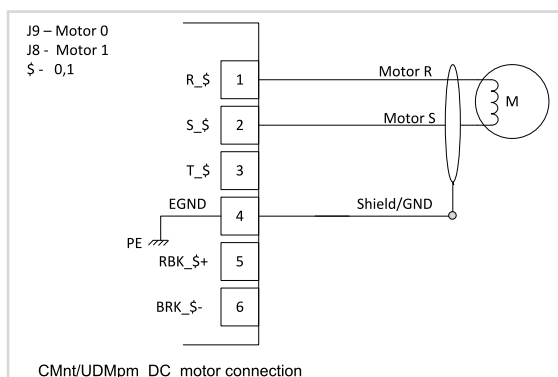 J9 – Motor 0
J8 - Motor 1
$ - 0,1
R_$ 1 Motor R
S_$ 2 Motor S
M
T_$ 3
EGND 4 Shield/GND
PE
RBK_$+ 5
BRK_$- 6
CMnt/UDMpm DC motor connection